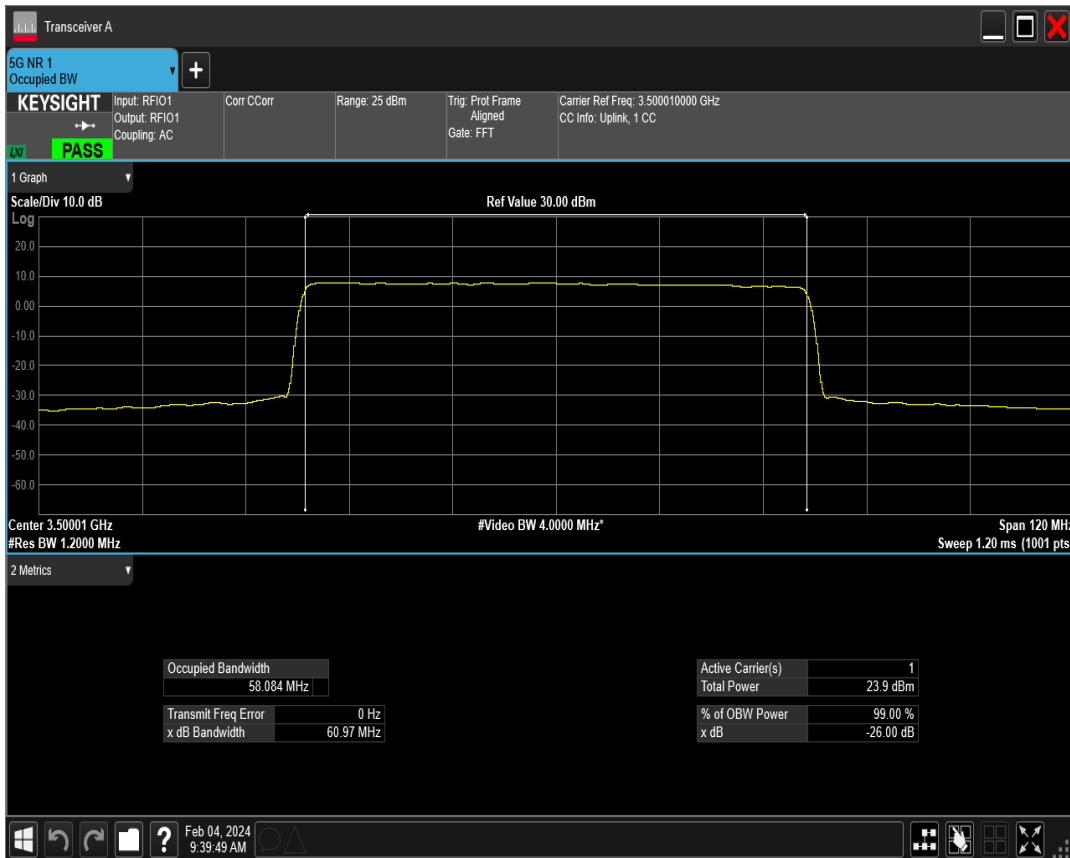 Transceiver A
5G NR 1
Occupied BW
KEYSIGHT
LXI
PASS
Input: RFIO1
Output: RFIO1
Coupling: AC
Corr CCorr
Range: 25 dBm
Trig: Prot Frame
Aligned
Gate: FFT
Carrier Ref Freq: 3.500010000 GHz
CC Info: Uplink, 1 CC
1 Graph
Scale/Div 10.0 dB
Ref Value 30.00 dBm
Log
20.0
10.0
0.00
-10.0
-20.0
-30.0
-40.0
-50.0
-60.0
Center 3.50001 GHz
#Video BW 4.0000 MHz*
Span 120 MHz
#Res BW 1.2000 MHz
Sweep 1.20 ms (1001 pts
2 Metrics
Occupied Bandwidth
58.084 MHz
Transmit Freq Error 0 Hz
x dB Bandwidth 60.97 MHz
Active Carrier(s) 1
Total Power 23.9 dBm
% of OBW Power 99.00 %
x dB -26.00 dB
Feb 04, 2024
9:39:49 AM